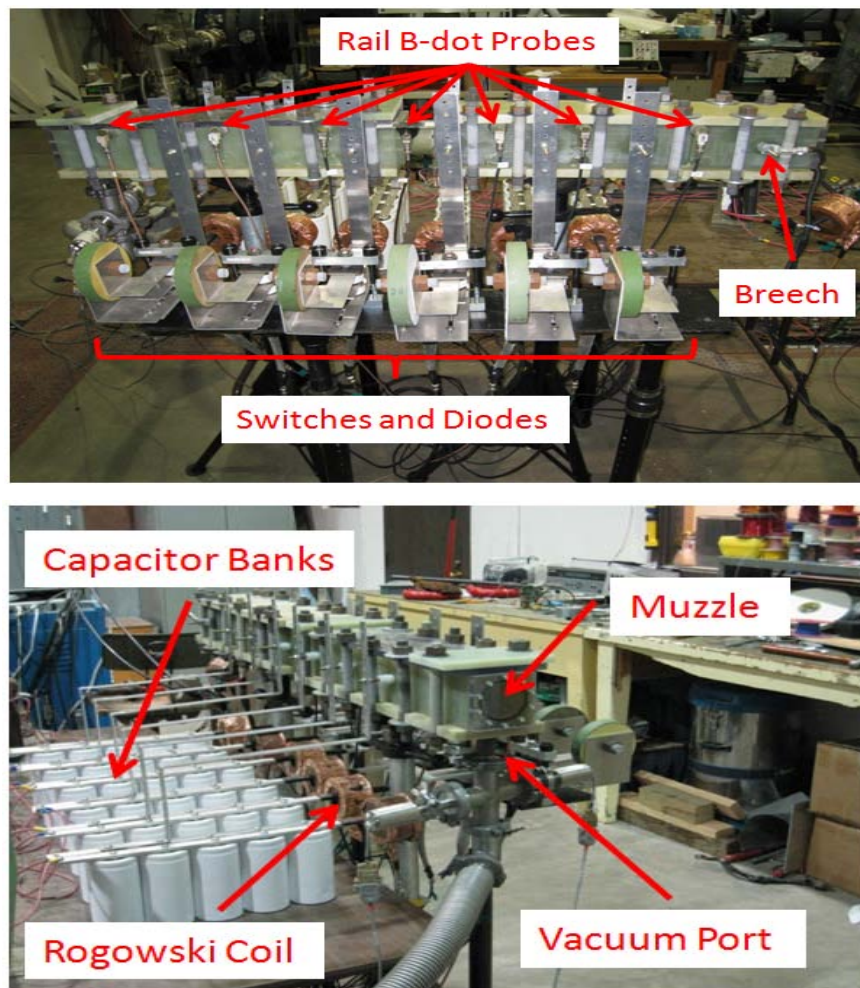 Rail B-dot Probes
Breech
Switches and Diodes
Capacitor Banks
Muzzle
Rogowski Coil
Vacuum Port